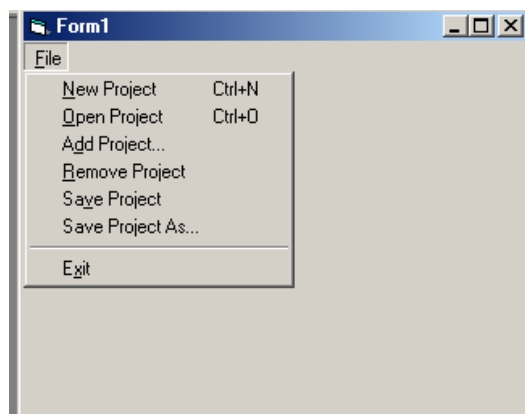 Form1
File
New Project Ctrl+N
Open Project Ctrl+O
Add Project...
Remove Project
Save Project
Save Project As...
Exit